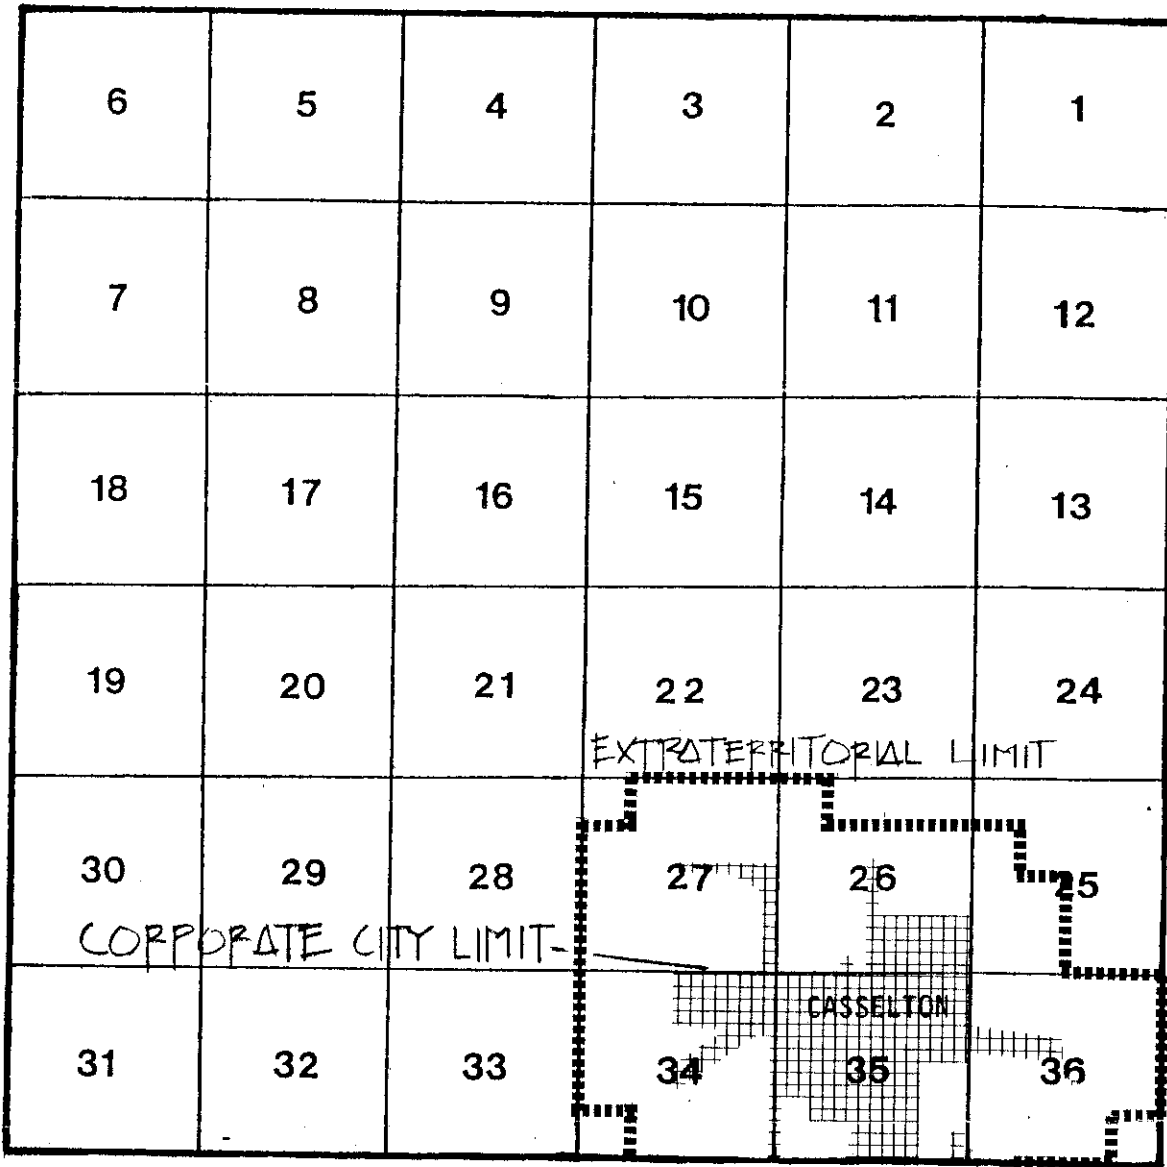 6 5 4 3 2 1
7 8 9 10 11 12
18 17 16 15 14 13
19 20 21 22 23 24
EXTRATERRITORIAL LIMIT
30 29 28 27 26 25
CORPORATE CITY LIMIT
CASSELTON
31 32 33 34 35 36